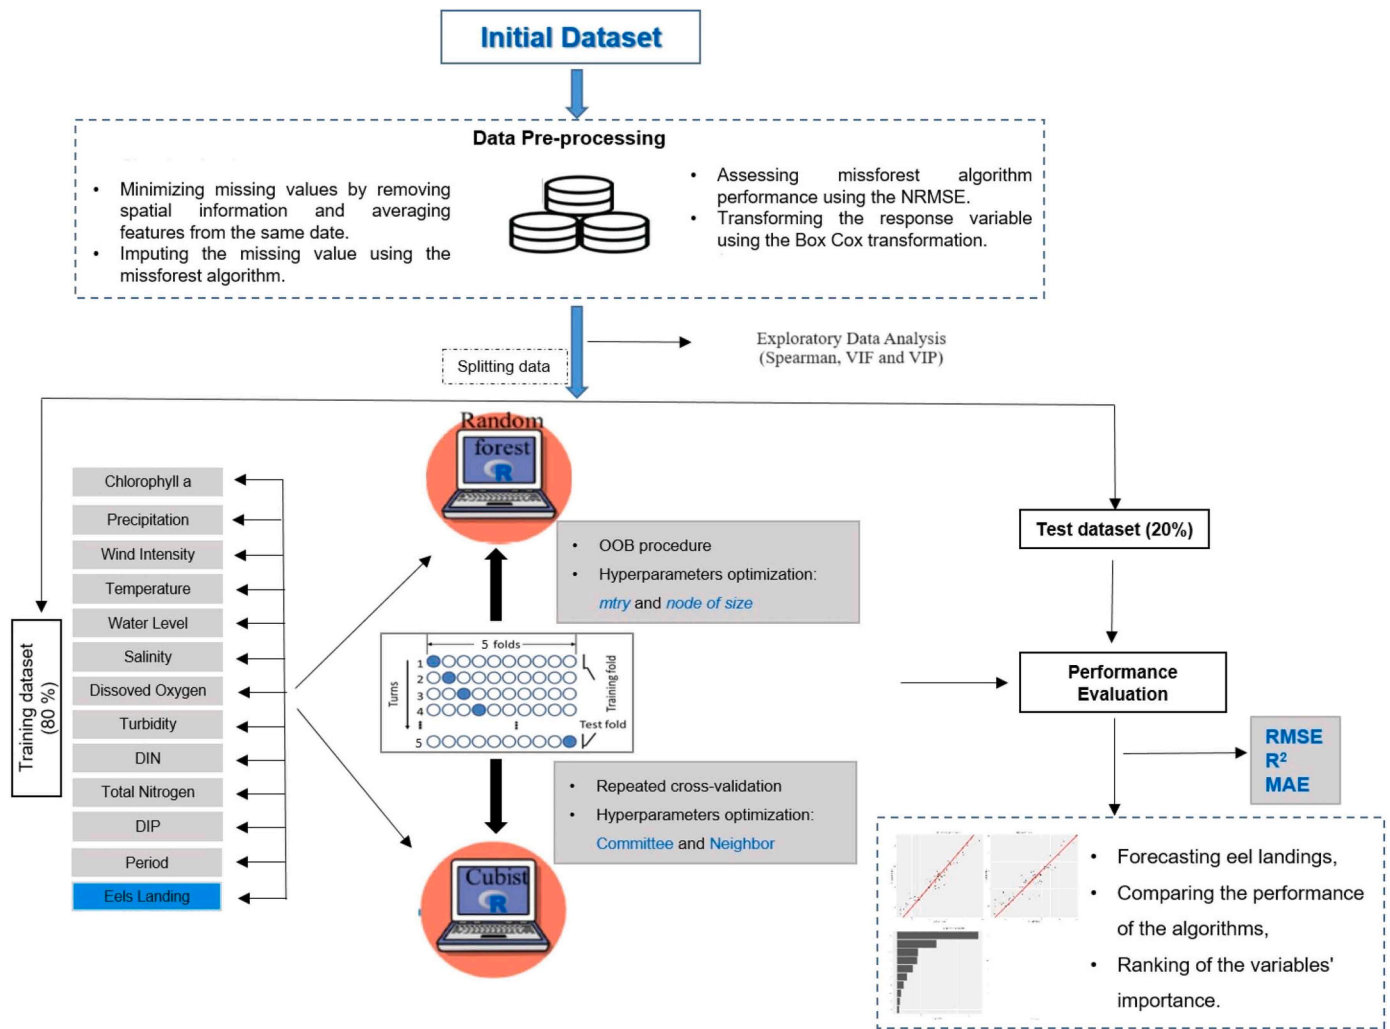 Initial Dataset
Data Pre-processing
• Minimizing missing values by removing
spatial information and averaging
features from the same date.
• Imputing the missing value using the
missforest algorithm.
• Assessing missforest algorithm
performance using the NRMSE.
• Transforming the response variable
using the Box Cox transformation.
Exploratory Data Analysis
(Spearman, VIF and VIP)
Splitting data
Training dataset
(80 %)
Chlorophyll a
Precipitation
Wind Intensity
Temperature
Water Level
Salinity
Dissoved Oxygen
Turbidity
DIN
Total Nitrogen
DIP
Period
Eels Landing
Random
forest
R
• OOB procedure
• Hyperparameters optimization:
mtry and node of size
5 folds
Turns
1
2
3
4
5
Training fold
Test fold
• Repeated cross-validation
• Hyperparameters optimization:
Committee and Neighbor
Cubist
R
Test dataset (20%)
Performance
Evaluation
RMSE
R²
MAE
• Forecasting eel landings,
• Comparing the performance
of the algorithms,
• Ranking of the variables'
importance.